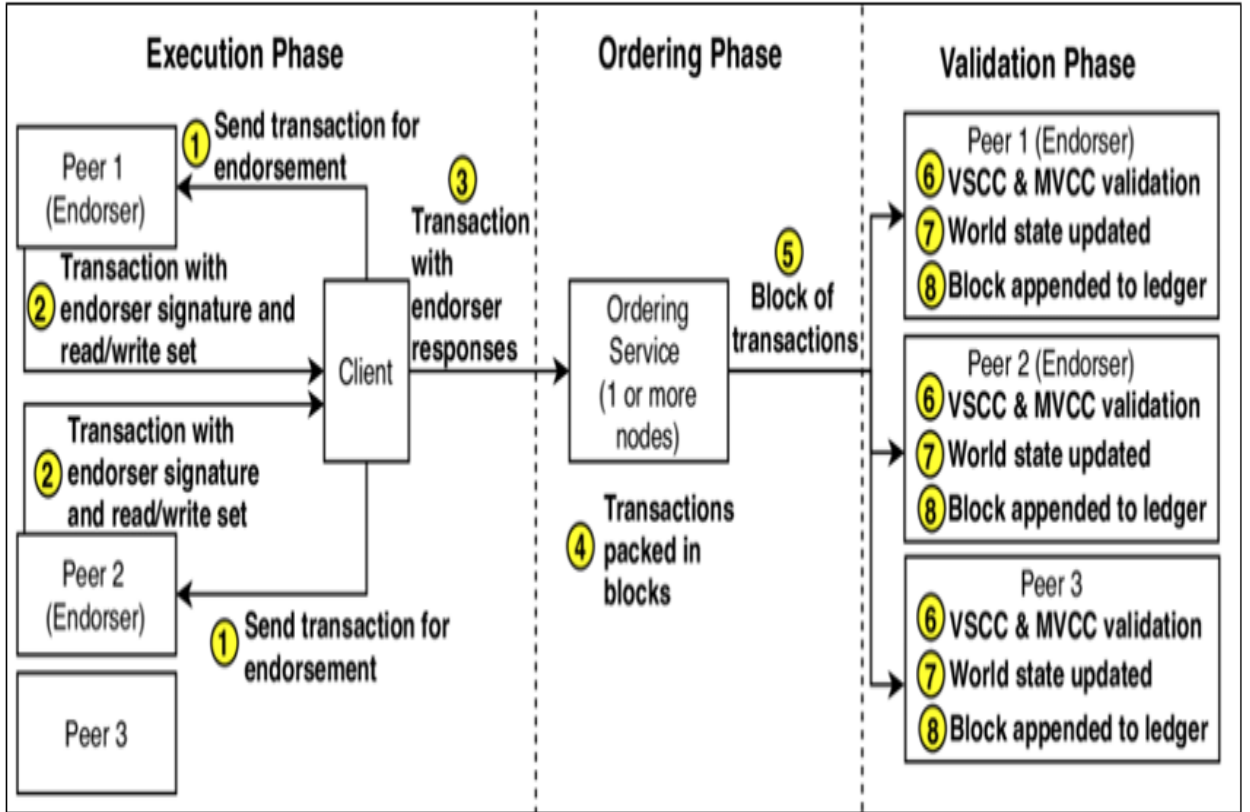 Execution Phase
Ordering Phase
Validation Phase
Peer 1
(Endorser)
1
Send transaction for
endorsement
2
Transaction with
endorser signature and
read/write set
2
Transaction with
endorser signature
and read/write set
Peer 2
(Endorser)
1
Send transaction for
endorsement
Peer 3
Client
3
Transaction
with
endorser
responses
Ordering
Service
(1 or more
nodes)
4
Transactions
packed in
blocks
5
Block of
transactions
Peer 1 (Endorser)
6 VSCC & MVCC validation
7 World state updated
8 Block appended to ledger
Peer 2 (Endorser)
6 VSCC & MVCC validation
7 World state updated
8 Block appended to ledger
Peer 3
6 VSCC & MVCC validation
7 World state updated
8 Block appended to ledger